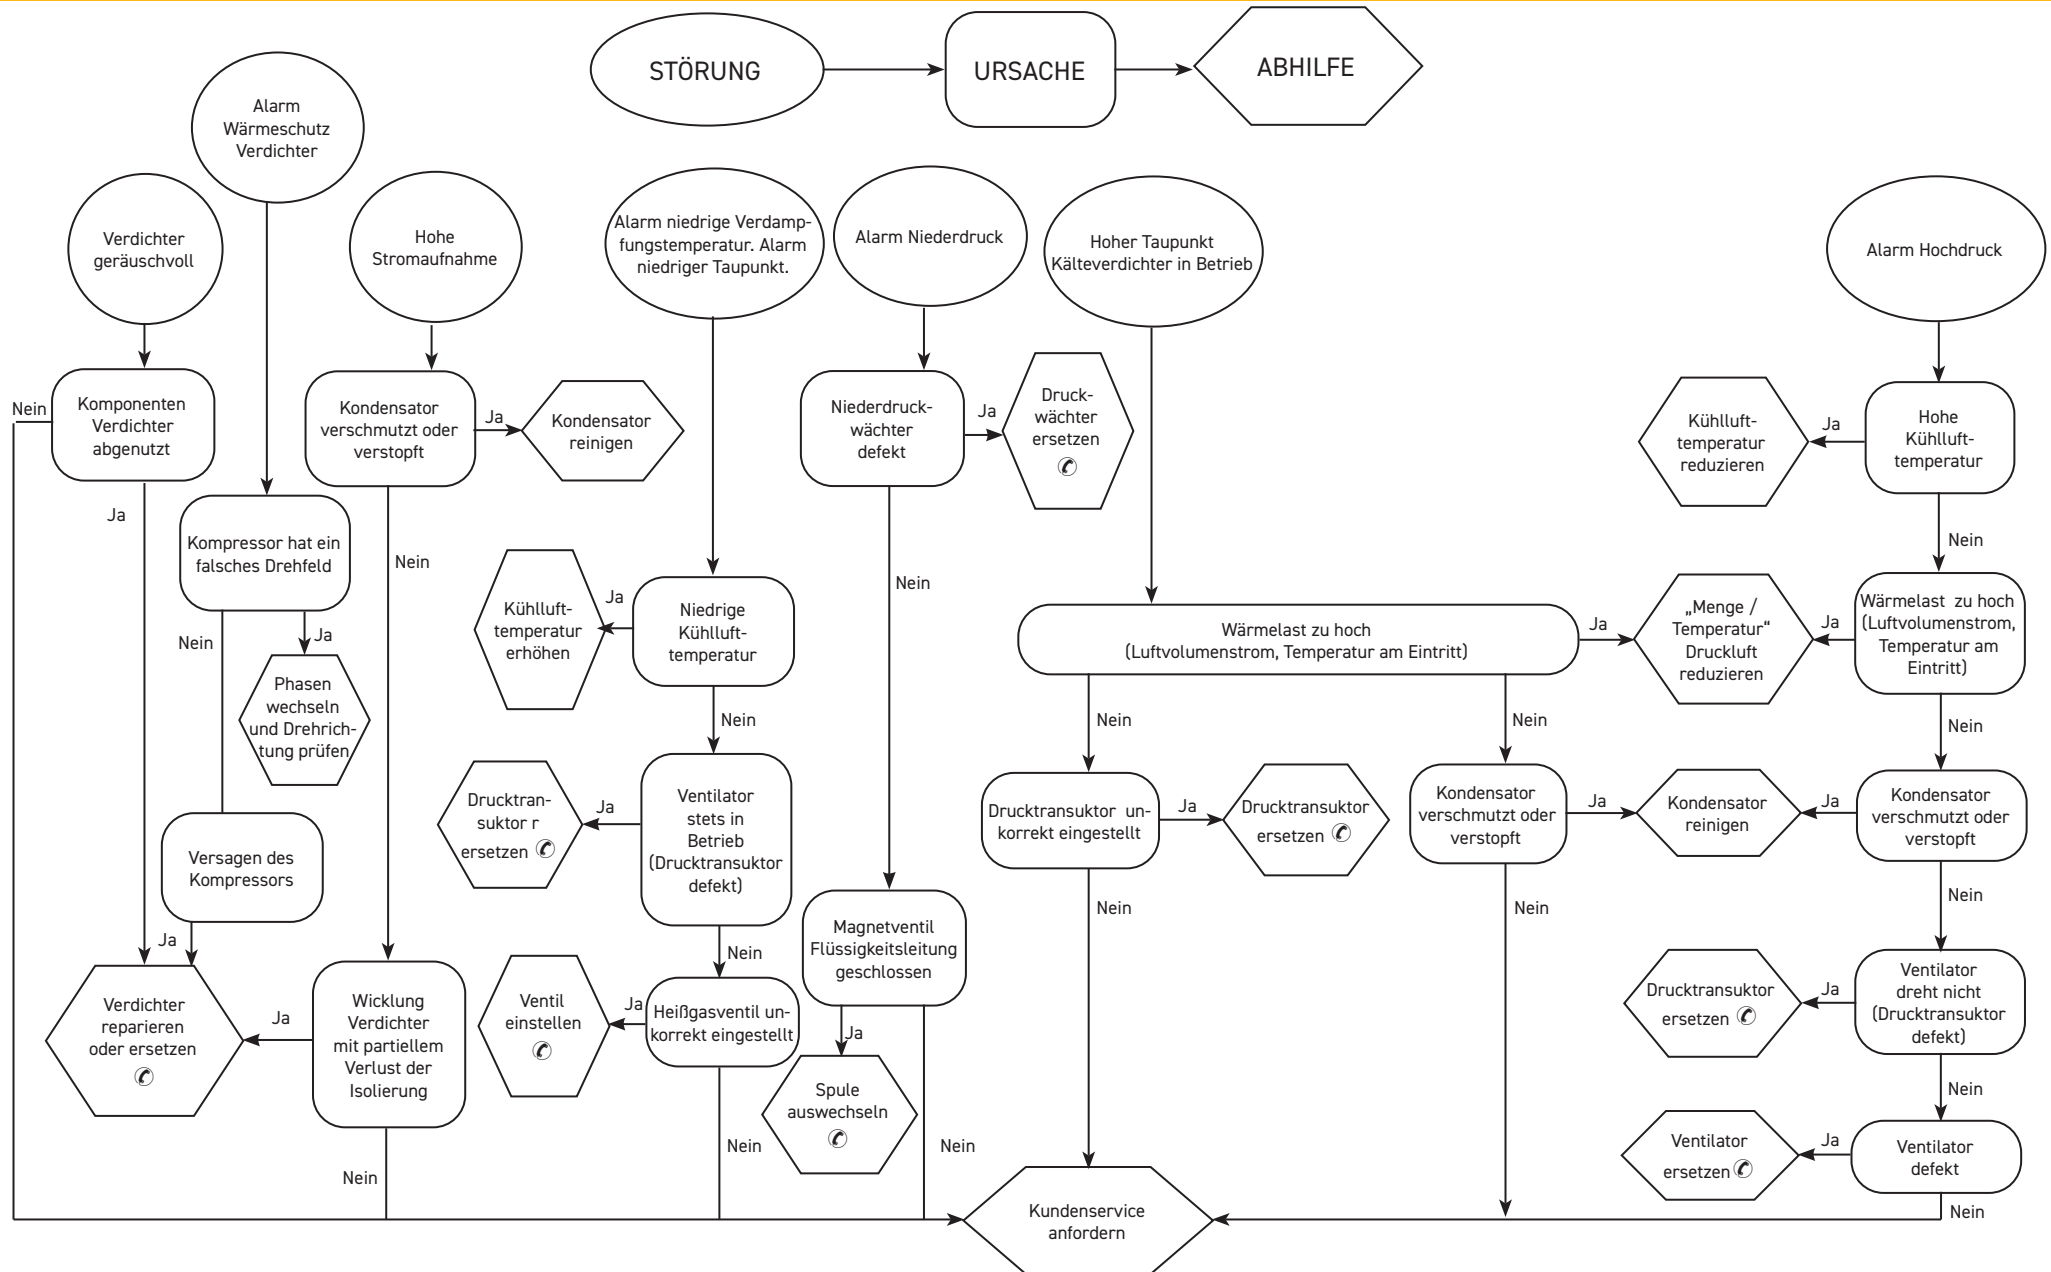 STÖRUNG
URSACHE
ABHILFE
Alarm
Wärmeschutz
Verdichter
Verdichter
geräuschvoll
Hohe
Stromaufnahme
Alarm niedrige Verdamp-
fungstemperatur. Alarm
niedriger Taupunkt.
Alarm Niederdruck
Hoher Taupunkt
Kälteverdichter in Betrieb
Alarm Hochdruck
Nein
Komponenten
Verdichter
abgenutzt
Ja
Kondensator
verschmutzt oder
verstopft
Ja
Kondensator
reinigen
Niederdruck-
wächter
defekt
Ja
Druck-
wächter
ersetzen
Kühlluft-
temperatur
reduzieren
Ja
Hohe
Kühlluft-
temperatur
Kompressor hat ein
falsches Drehfeld
Nein
Ja
Phasen
wechseln
und Drehrich-
tung prüfen
Nein
Kühlluft-
temperatur
erhöhen
Ja
Niedrige
Kühlluft-
temperatur
Nein
Nein
Wärmelast zu hoch
(Luftvolumenstrom, Temperatur am Eintritt)
Ja
„Menge /
Temperatur“
Druckluft
reduzieren
Ja
Nein
Wärmelast zu hoch
(Luftvolumenstrom,
Temperatur am
Eintritt)
Nein
Nein
Nein
Drucktran-
suktor r
ersetzen
Ja
Ventilator
stets in
Betrieb
(Drucktransuktor
defekt)
Drucktransuktor un-
korrekt eingestellt
Ja
Drucktransuktor
ersetzen
Kondensator
verschmutzt oder
verstopft
Ja
Kondensator
reinigen
Ja
Kondensator
verschmutzt oder
verstopft
Versagen des
Kompressors
Ja
Nein
Nein
Nein
Nein
Verdichter
reparieren
oder ersetzen
Ja
Wicklung
Verdichter
mit partiellem
Verlust der
Isolierung
Ventil
einstellen
Ja
Heißgasventil un-
korrekt eingestellt
Magnetventil
Flüssigkeitsleitung
geschlossen
Ja
Spule
auswechseln
Drucktransuktor
ersetzen
Ja
Ventilator
dreht nicht
(Drucktransuktor
defekt)
Nein
Ventilator
ersetzen
Ja
Ventilator
defekt
Nein
Nein
Nein
Nein
Kundenservice
anfordern